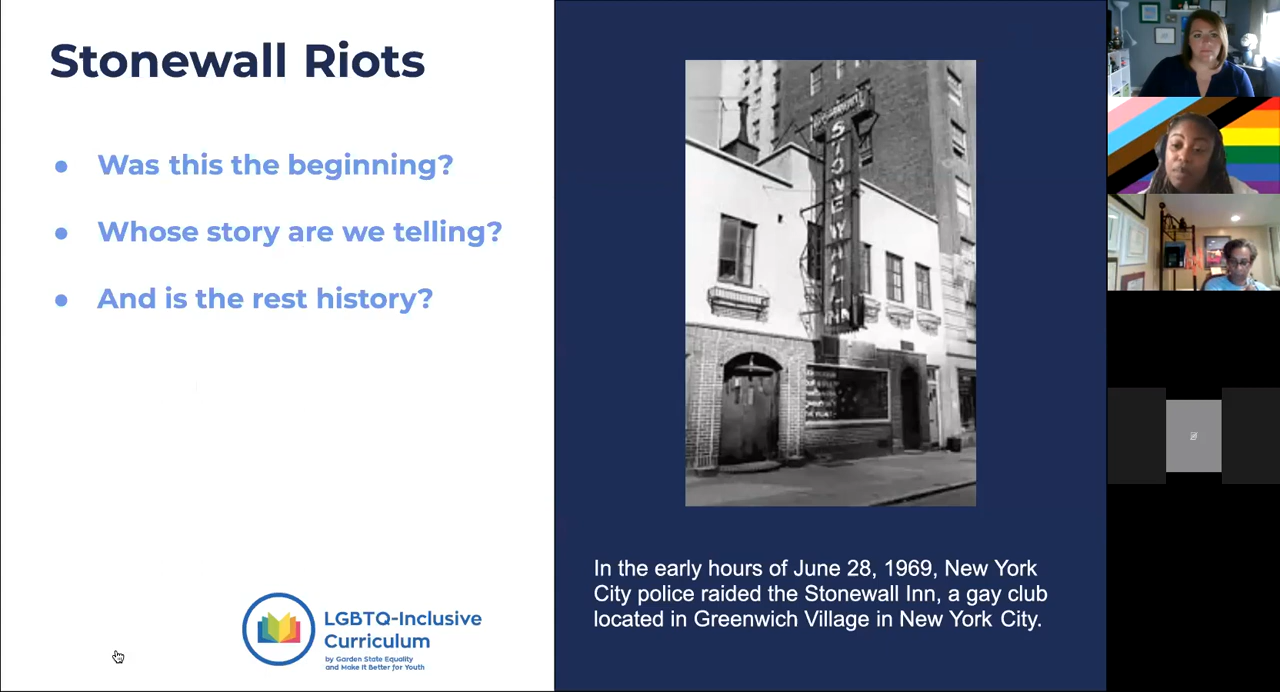 Stonewall Riots
Was this the beginning?
Whose story are we telling?
And is the rest history?
STONEWALL
In the early hours of June 28, 1969, New York
City police raided the Stonewall Inn, a gay club
located in Greenwich Village in New York City.
LGBTQ-Inclusive
Curriculum
by Garden State Equality
and Make It Better for Youth